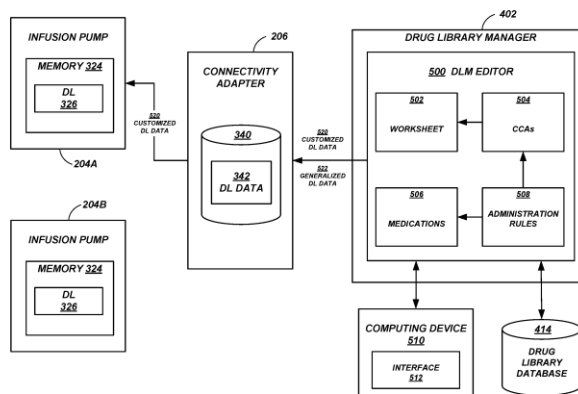 402
INFUSION PUMP
MEMORY 324
DL
326
204A
204B
INFUSION PUMP
MEMORY 324
DL
326
520
CUSTOMIZED
DL DATA
206
CONNECTIVITY
ADAPTER
340
342
DL DATA
520
CUSTOMIZED
DL DATA
522
GENERALIZED
DL DATA
DRUG LIBRARY MANAGER
500 DLM EDITOR
502
WORKSHEET
504
CCAs
506
MEDICATIONS
508
ADMINISTRATION
RULES
COMPUTING DEVICE
510
INTERFACE
512
414
DRUG
LIBRARY
DATABASE